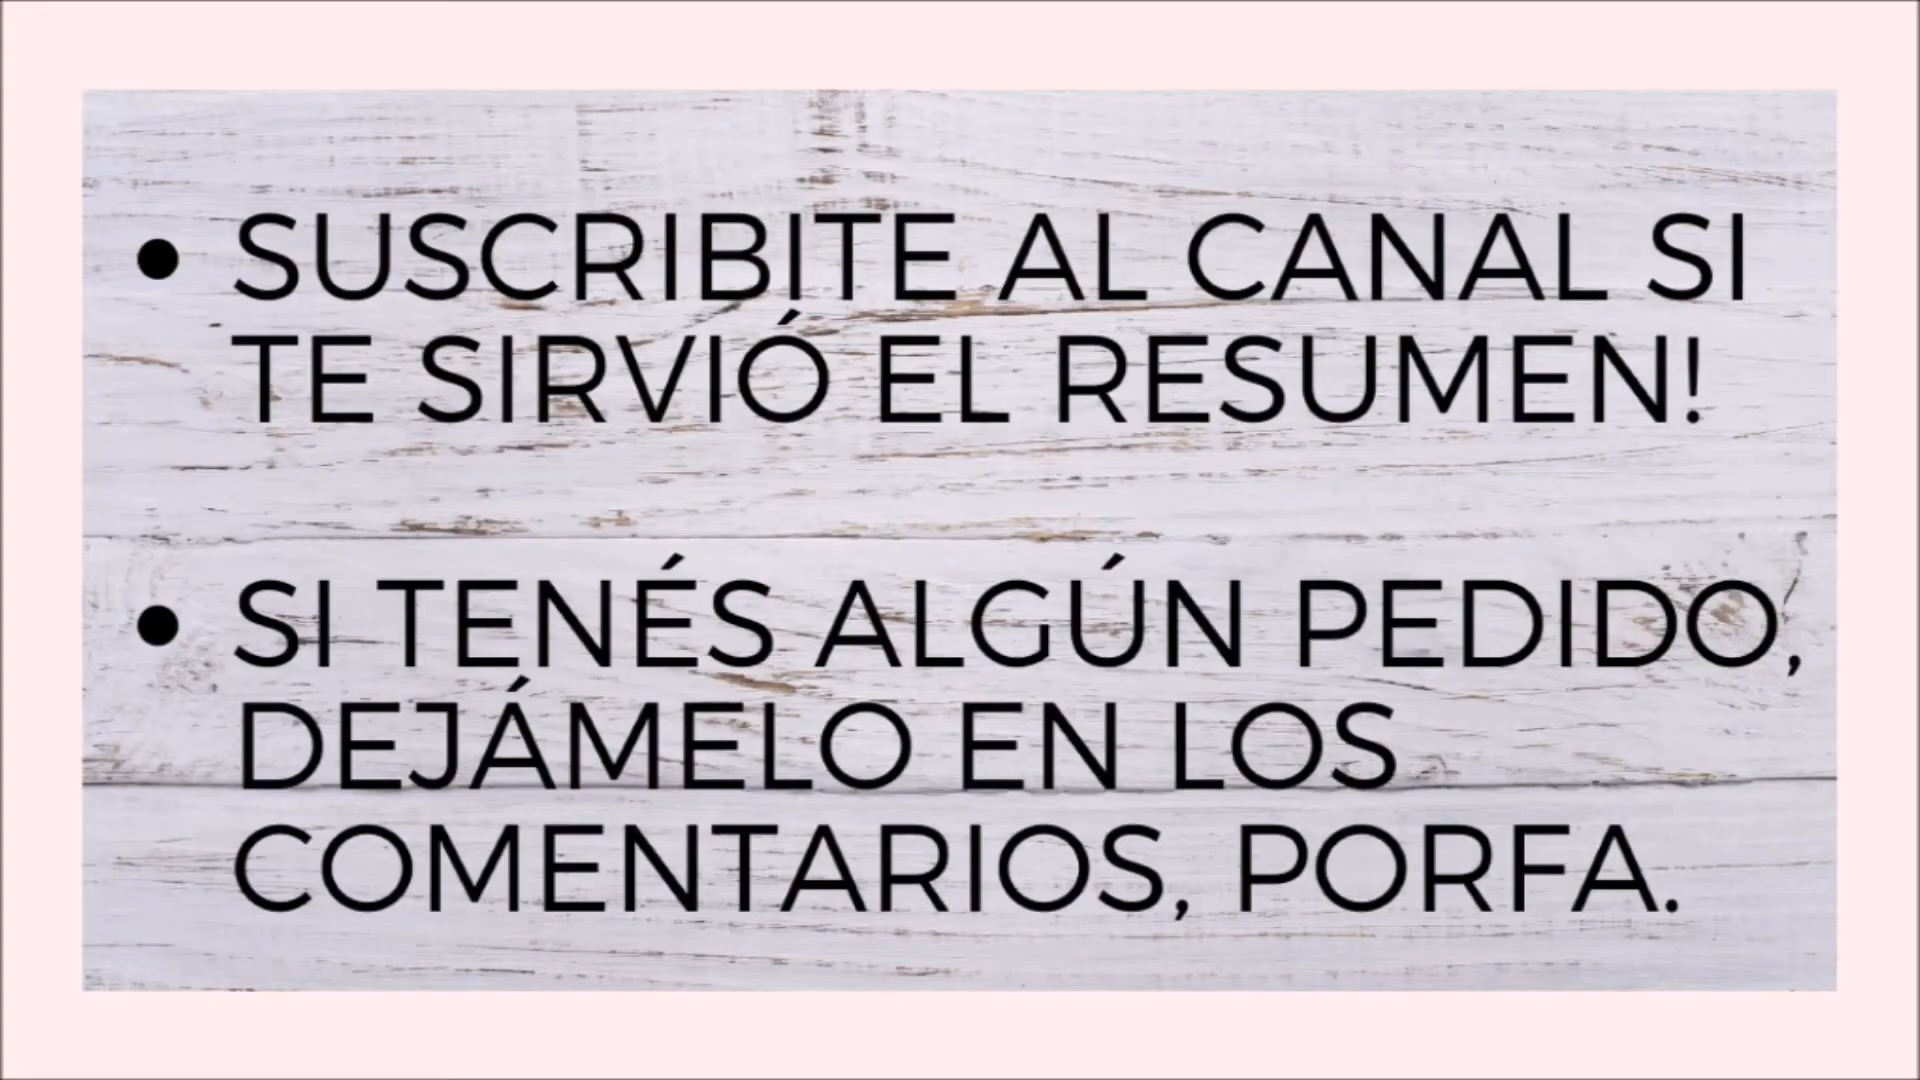 • SUSCRIBITE AL CANAL SI
TE SIRVIÓ EL RESUMEN!
• SI TENÉS ALGÚN PEDIDO,
DEJÁMELO EN LOS
COMENTARIOS, PORFA.